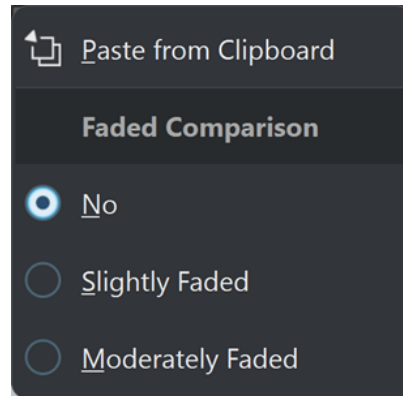 Paste from Clipboard
Faded Comparison
No
Slightly Faded
Moderately Faded